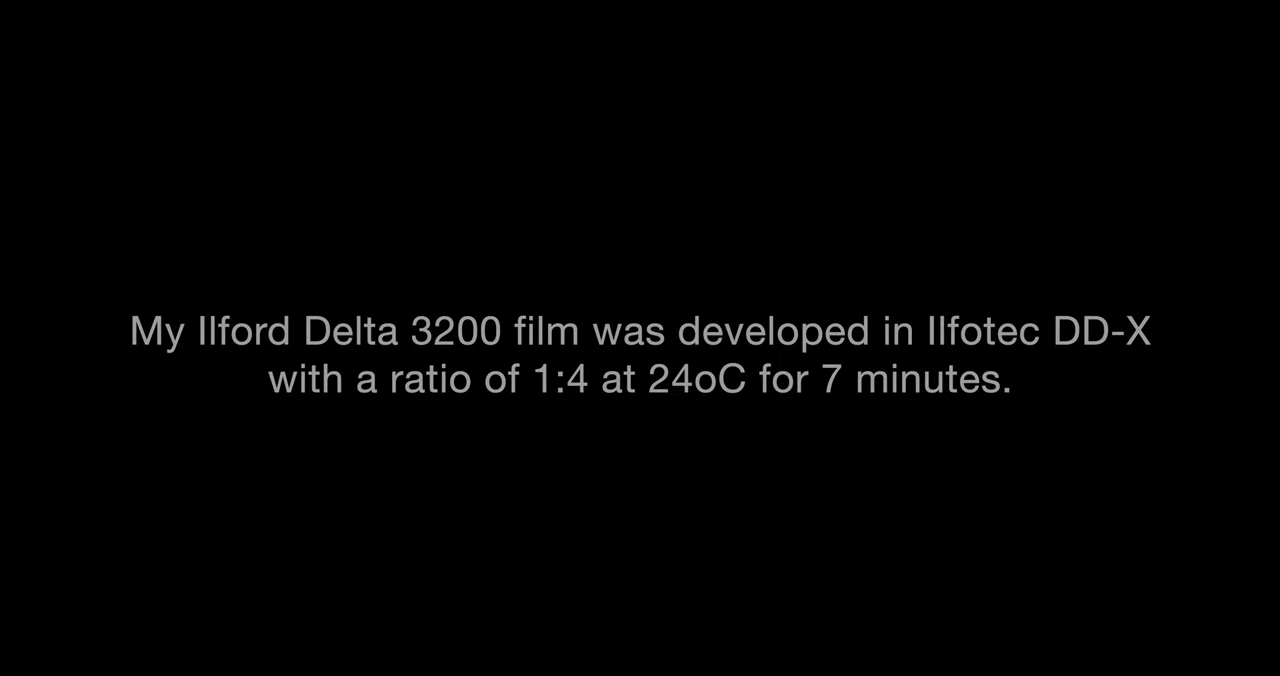 My Ilford Delta 3200 film was developed in Ilfotec DD-X
with a ratio of 1:4 at 24oC for 7 minutes.